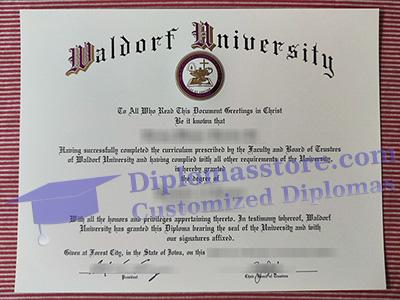 Waldorf University
To All Who Read This Document Greetings in Christ
Be it known that
Having successfully completed the curriculum prescribed by the Faculty and Board of Trustees
of Waldorf University and having complied with all other requirements of the University,
is hereby granted
the degree of
Diplomasstore.com
Customized Diplomas
With all the honors and privileges appertaining thereto. In testimony whereof, Waldorf
University has granted this Diploma bearing the seal of the University and with
our signatures affixed.
Given at Forest City, in the State of Iowa, on this
President
Chair, Board of Trustees